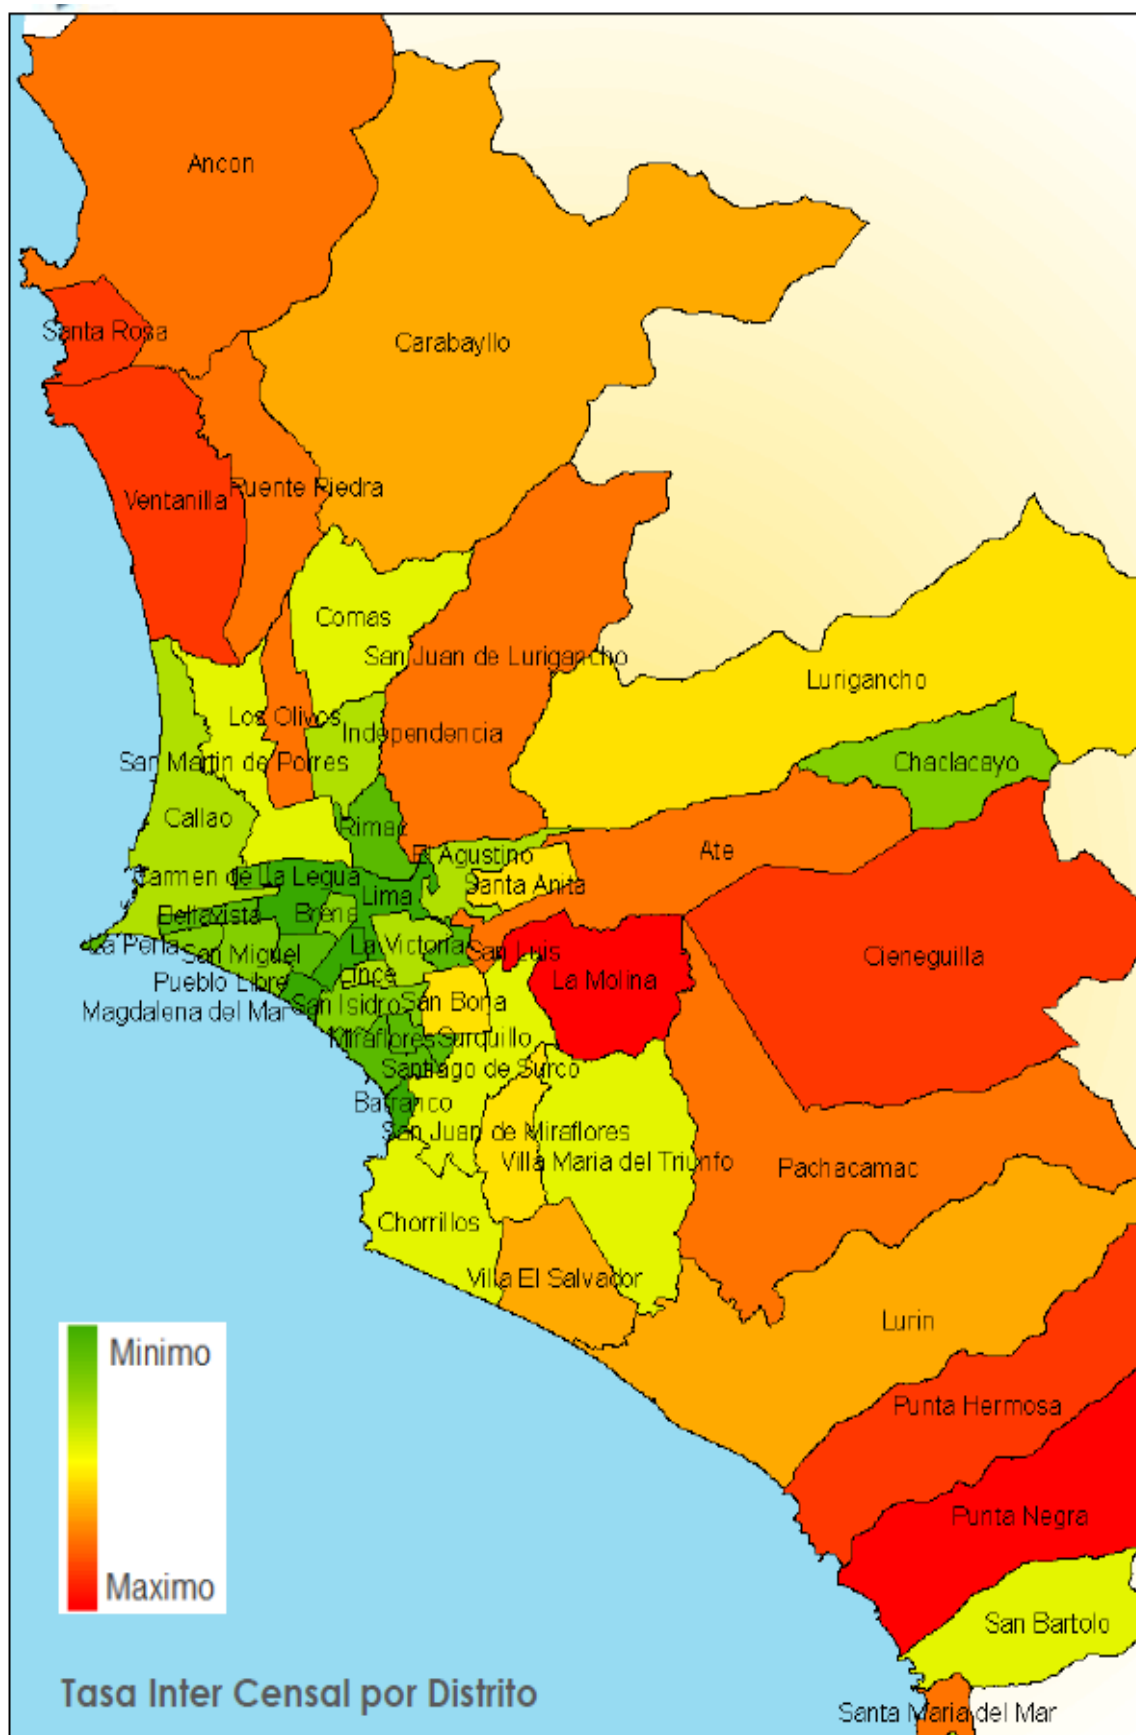 Ancon
Santa Rosa
Carabayllo
Ventanilla
Puente Piedra
Comas
San Juan de Lurigancho
Lurigancho
Los Olivos
Independencia
San Martin de Porres
Chaclacayo
Callao
Rimac
Ate
El Agustino
Carmen de La Legua
Santa Anita
Lima
Bellavista
Breña
La Perla
San Miguel
La Victoria
San Luis
Cieneguilla
Pueblo Libre
Lince
La Molina
Magdalena del Mar
San Isidro
San Borja
Miraflores
Surquillo
Santiago de Surco
Barranco
San Juan de Miraflores
Villa Maria del Triunfo
Pachacamac
Chorrillos
Villa El Salvador
Lurin
Minimo
Punta Hermosa
Punta Negra
Maximo
San Bartolo
Tasa Inter Censal por Distrito
Santa Maria del Mar